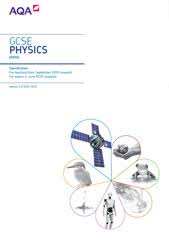 AQA
GCSE
PHYSICS
(8463)
Specification
For teaching from September 2016 onwards
For exams in June 2018 onwards